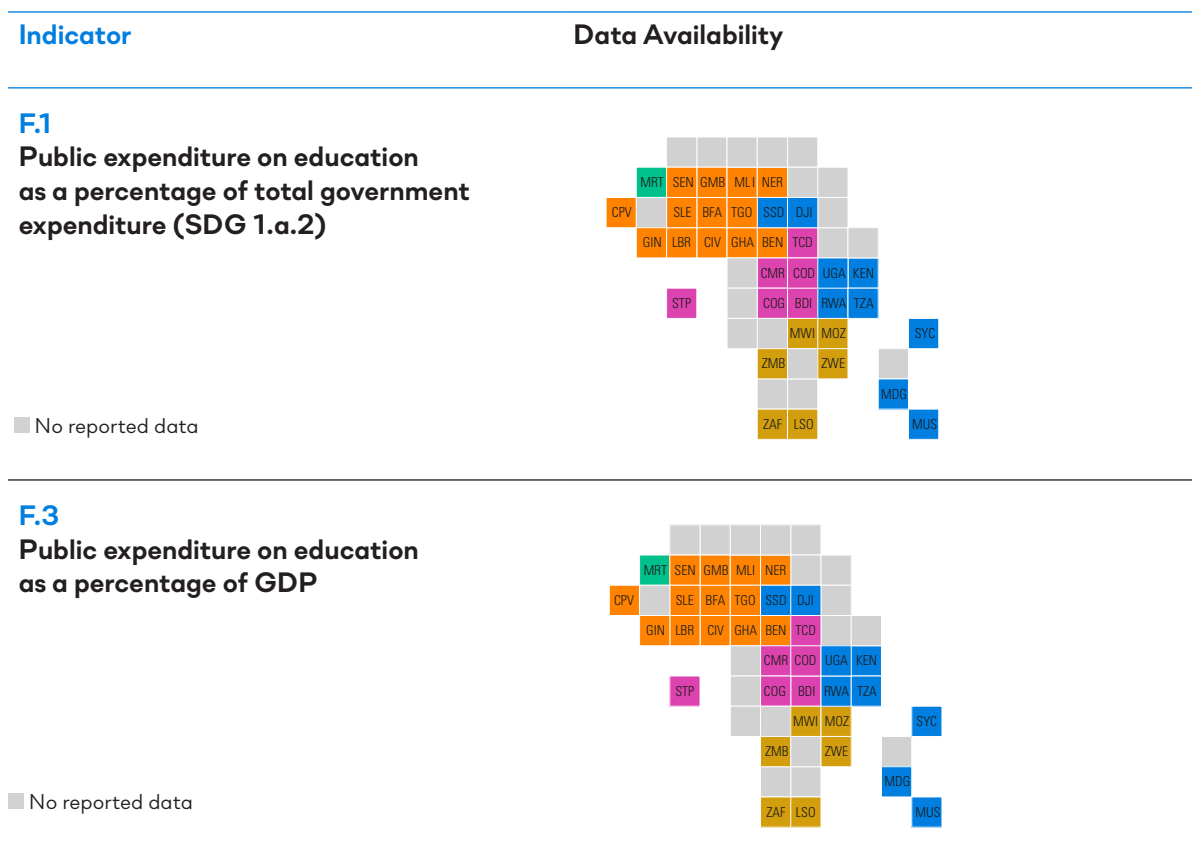 Indicator Data Availability
F.1
Public expenditure on education
as a percentage of total government
expenditure (SDG 1.a.2)
MRT SEN GMB MLI NER
CPV SLE BFA TGO SSD DJI
GIN LBR CIV GHA BEN TCD
CMR COD UGA KEN
STP COG BDI RWA TZA
MWI MOZ SYC
ZMB ZWE
MDG
ZAF LSO MUS
No reported data
F.3
Public expenditure on education
as a percentage of GDP
MRT SEN GMB MLI NER
CPV SLE BFA TGO SSD DJI
GIN LBR CIV GHA BEN TCD
CMR COD UGA KEN
STP COG BDI RWA TZA
MWI MOZ SYC
ZMB ZWE
MDG
ZAF LSO MUS
No reported data